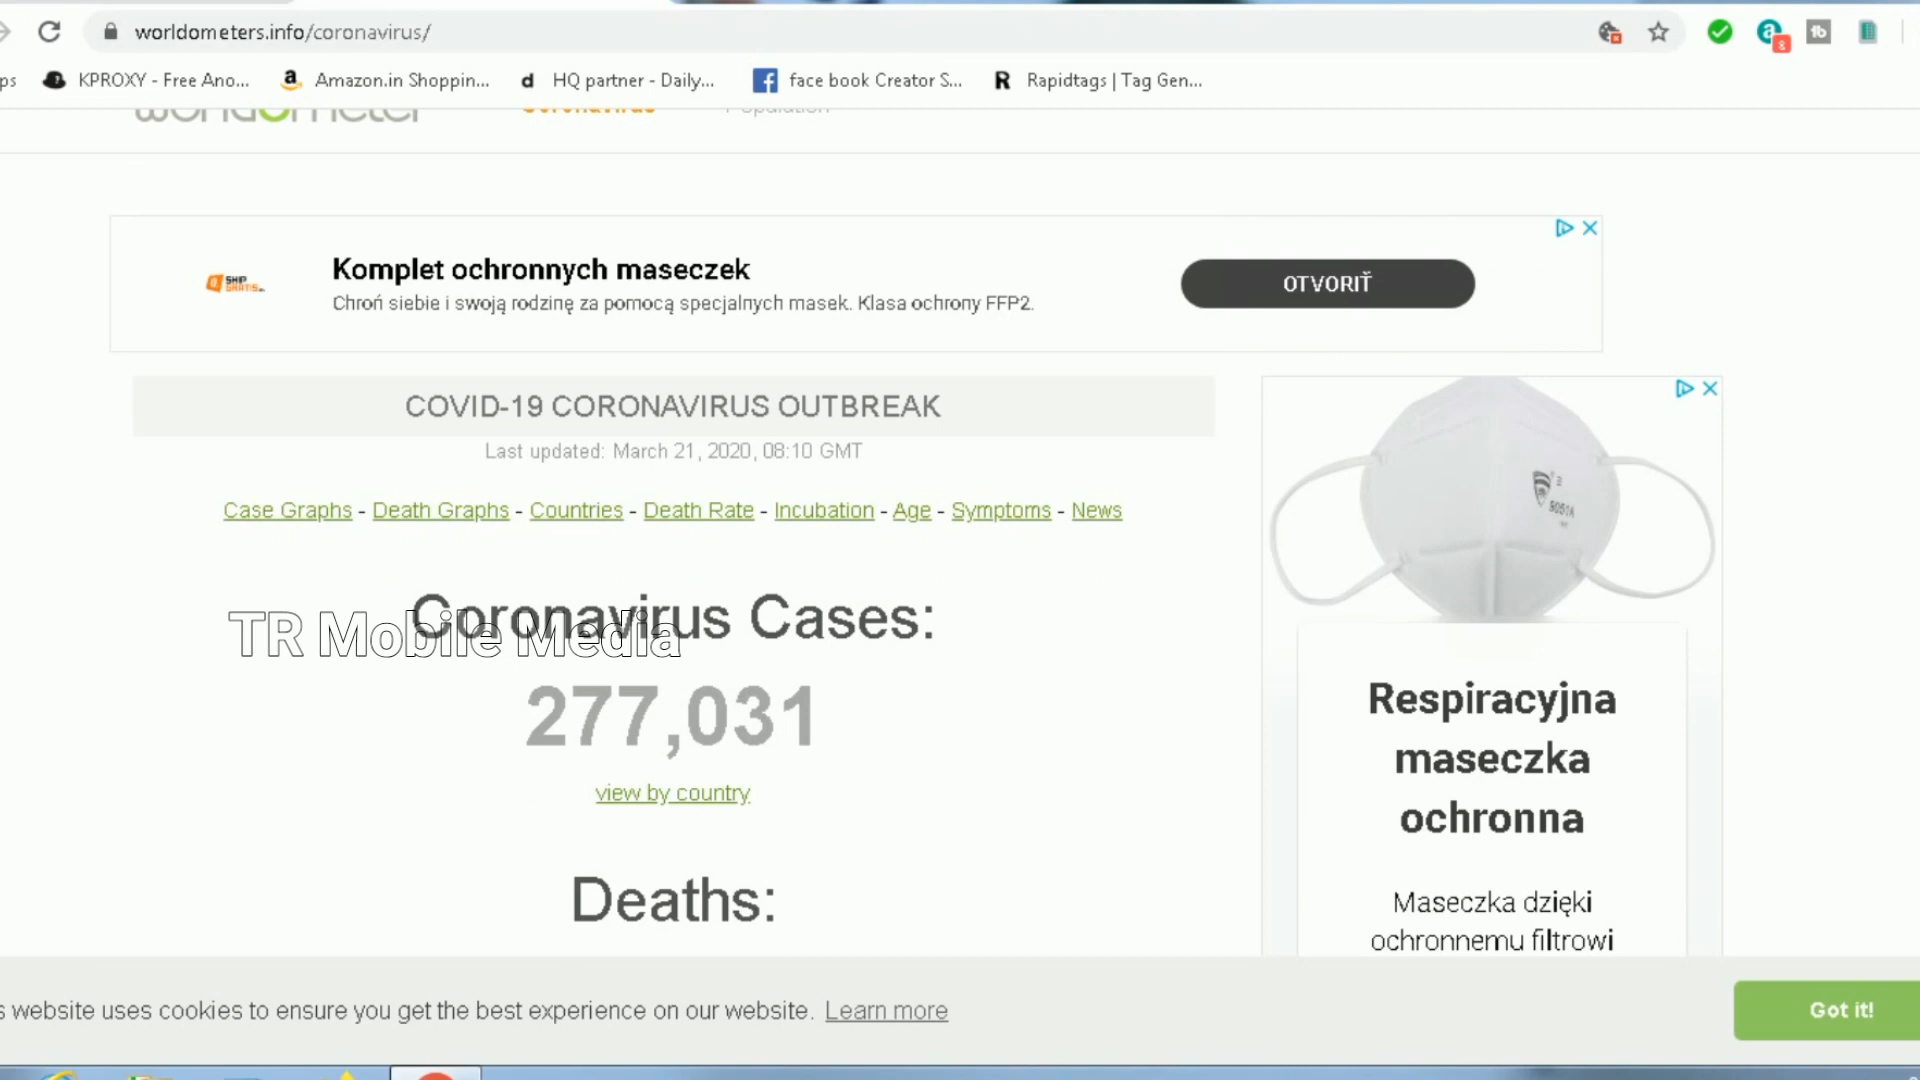 worldometers.info/coronavirus/
ps KPROXY - Free Ano... Amazon.in Shoppin... d HQ partner - Daily... face book Creator S... R Rapidtags | Tag Gen...
worldometer Coronavirus Population
Komplet ochronnych maseczek
Chroń siebie i swoją rodzinę za pomocą specjalnych masek. Klasa ochrony FFP2.
OTVORIŤ
SHIP GRATIS
COVID-19 CORONAVIRUS OUTBREAK
Last updated: March 21, 2020, 08:10 GMT
Case Graphs - Death Graphs - Countries - Death Rate - Incubation - Age - Symptoms - News
Coronavirus Cases:
TR Mobile Media
277,031
view by country
Deaths:
Respiracyjna
maseczka
ochronna
Maseczka dzięki
ochronnemu filtrowi
s website uses cookies to ensure you get the best experience on our website. Learn more
Got it!